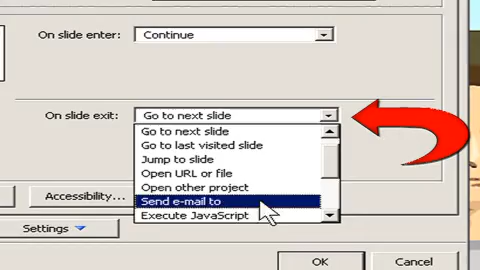 On slide enter: Continue
On slide exit: Go to next slide
Go to next slide
Go to last visited slide
Jump to slide
Open URL or file
Open other project
Send e-mail to
Execute JavaScript
Accessibility...
Settings
OK Cancel